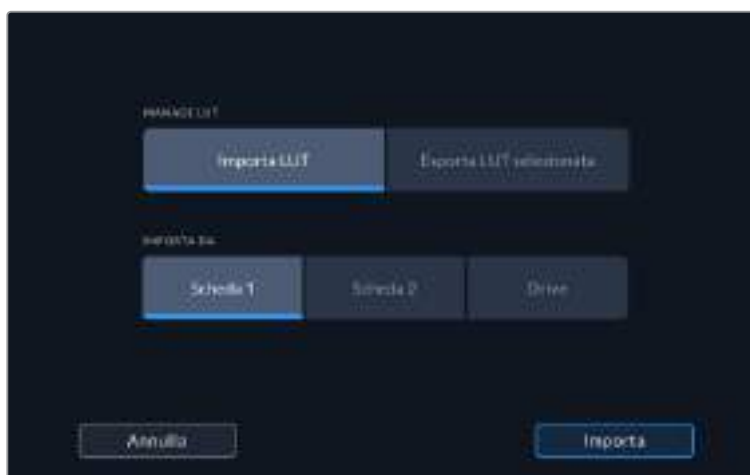 MANAGE LUT
Importa LUT
Esporta LUT selezionata
IMPORTA DA
Scheda 1
Scheda 2
Drive
Annulla
Importa